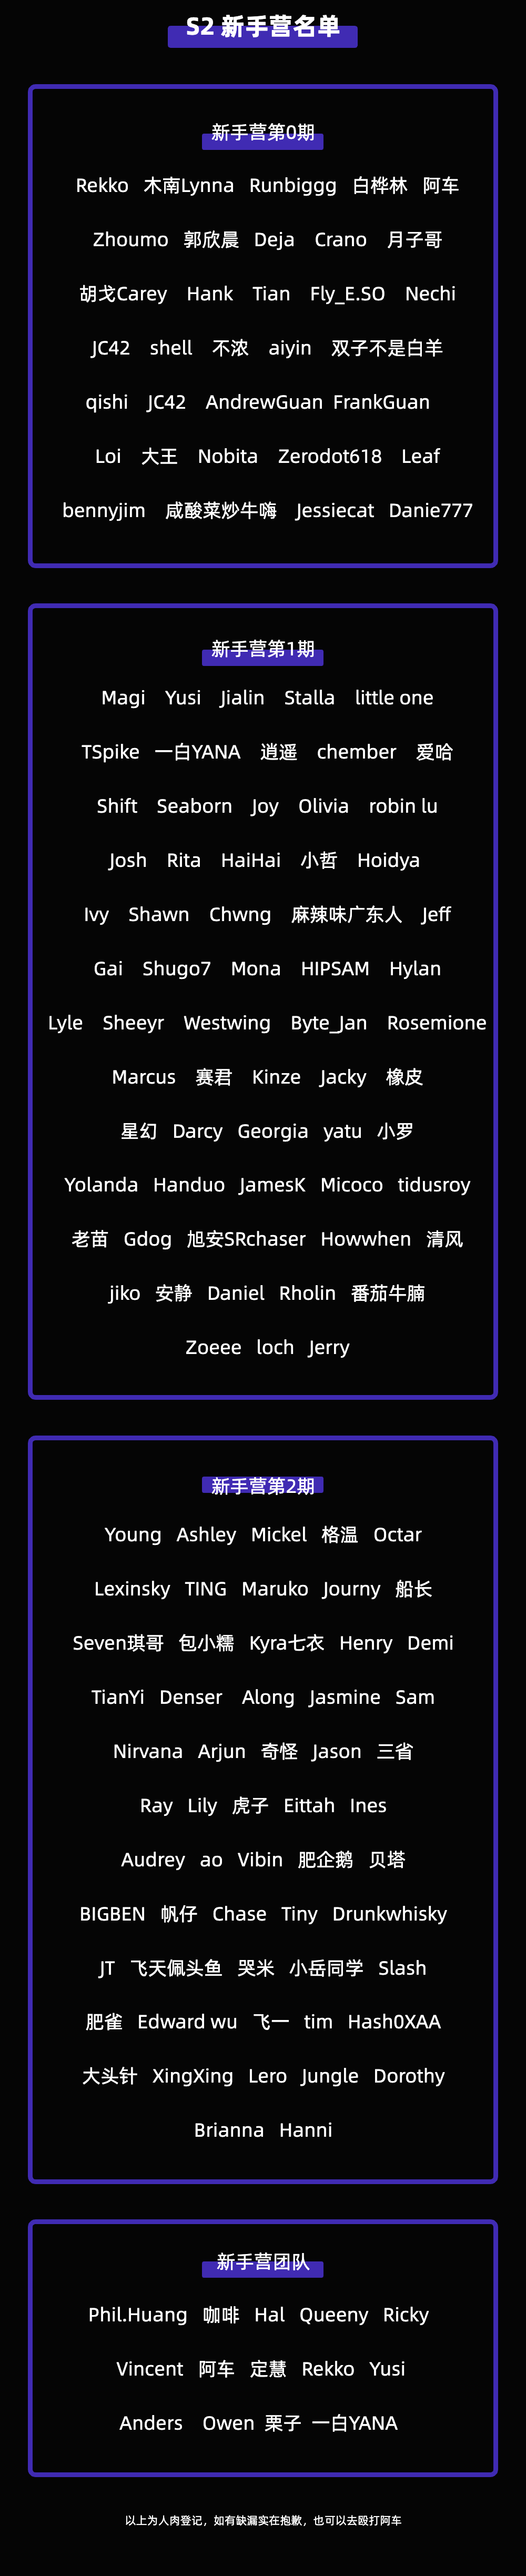 S2 新手营名单
新手营第0期
Rekko 木南Lynna Runbiggg 白桦林 阿车
Zhoumo 郭欣晨 Deja Crano 月子哥
胡戈Carey Hank Tian Fly_E.SO Nechi
JC42 shell 不浓 aiyin 双子不是白羊
qishi JC42 AndrewGuan FrankGuan
Loi 大王 Nobita Zerodot618 Leaf
bennyjim 咸酸菜炒牛嗨 Jessiecat Danie777
新手营第1期
Magi Yusi Jialin Stalla little one
TSpike 一白YANA 逍遥 chember 爱哈
Shift Seaborn Joy Olivia robin lu
Josh Rita HaiHai 小哲 Hoidya
Ivy Shawn Chwng 麻辣味广东人 Jeff
Gai Shugo7 Mona HIPSAM Hylan
Lyle Sheeyr Westwing Byte_Jan Rosemione
Marcus 赛君 Kinze Jacky 橡皮
星幻 Darcy Georgia yatu 小罗
Yolanda Handuo JamesK Micoco tidusroy
老苗 Gdog 旭安SRchaser Howwhen 清风
jiko 安静 Daniel Rholin 番茄牛腩
Zoeee loch Jerry
新手营第2期
Young Ashley Mickel 格温 Octar
Lexinsky TING Maruko Journy 船长
Seven琪哥 包小糯 Kyra七衣 Henry Demi
TianYi Denser Along Jasmine Sam
Nirvana Arjun 奇怪 Jason 三省
Ray Lily 虎子 Eittah Ines
Audrey ao Vibin 肥企鹅 贝塔
BIGBEN 帆仔 Chase Tiny Drunkwhisky
JT 飞天佩头鱼 哭米 小岳同学 Slash
肥雀 Edward wu 飞一 tim Hash0XAA
大头针 XingXing Lero Jungle Dorothy
Brianna Hanni
新手营团队
Phil.Huang 咖啡 Hal Queeny Ricky
Vincent 阿车 定慧 Rekko Yusi
Anders Owen 栗子 一白YANA
以上为人肉登记，如有缺漏实在抱歉，也可以去殴打阿车